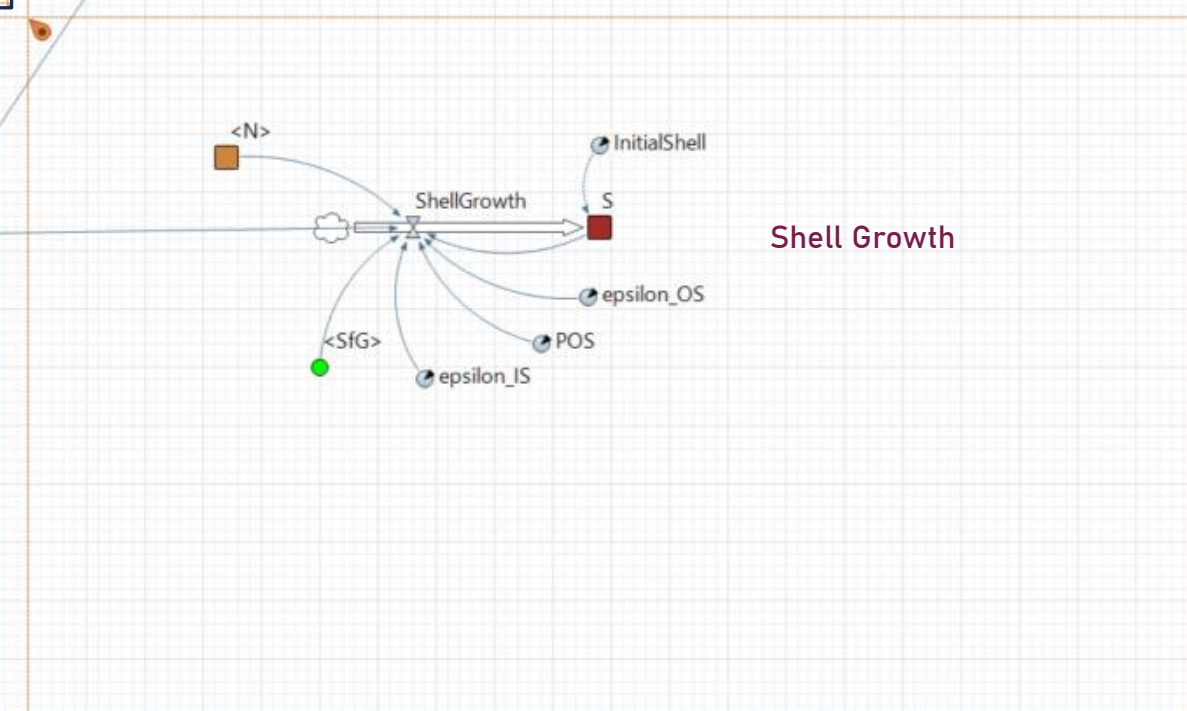 <N>
InitialShell
ShellGrowth
S
Shell Growth
epsilon_OS
<SfG>
POS
epsilon_IS